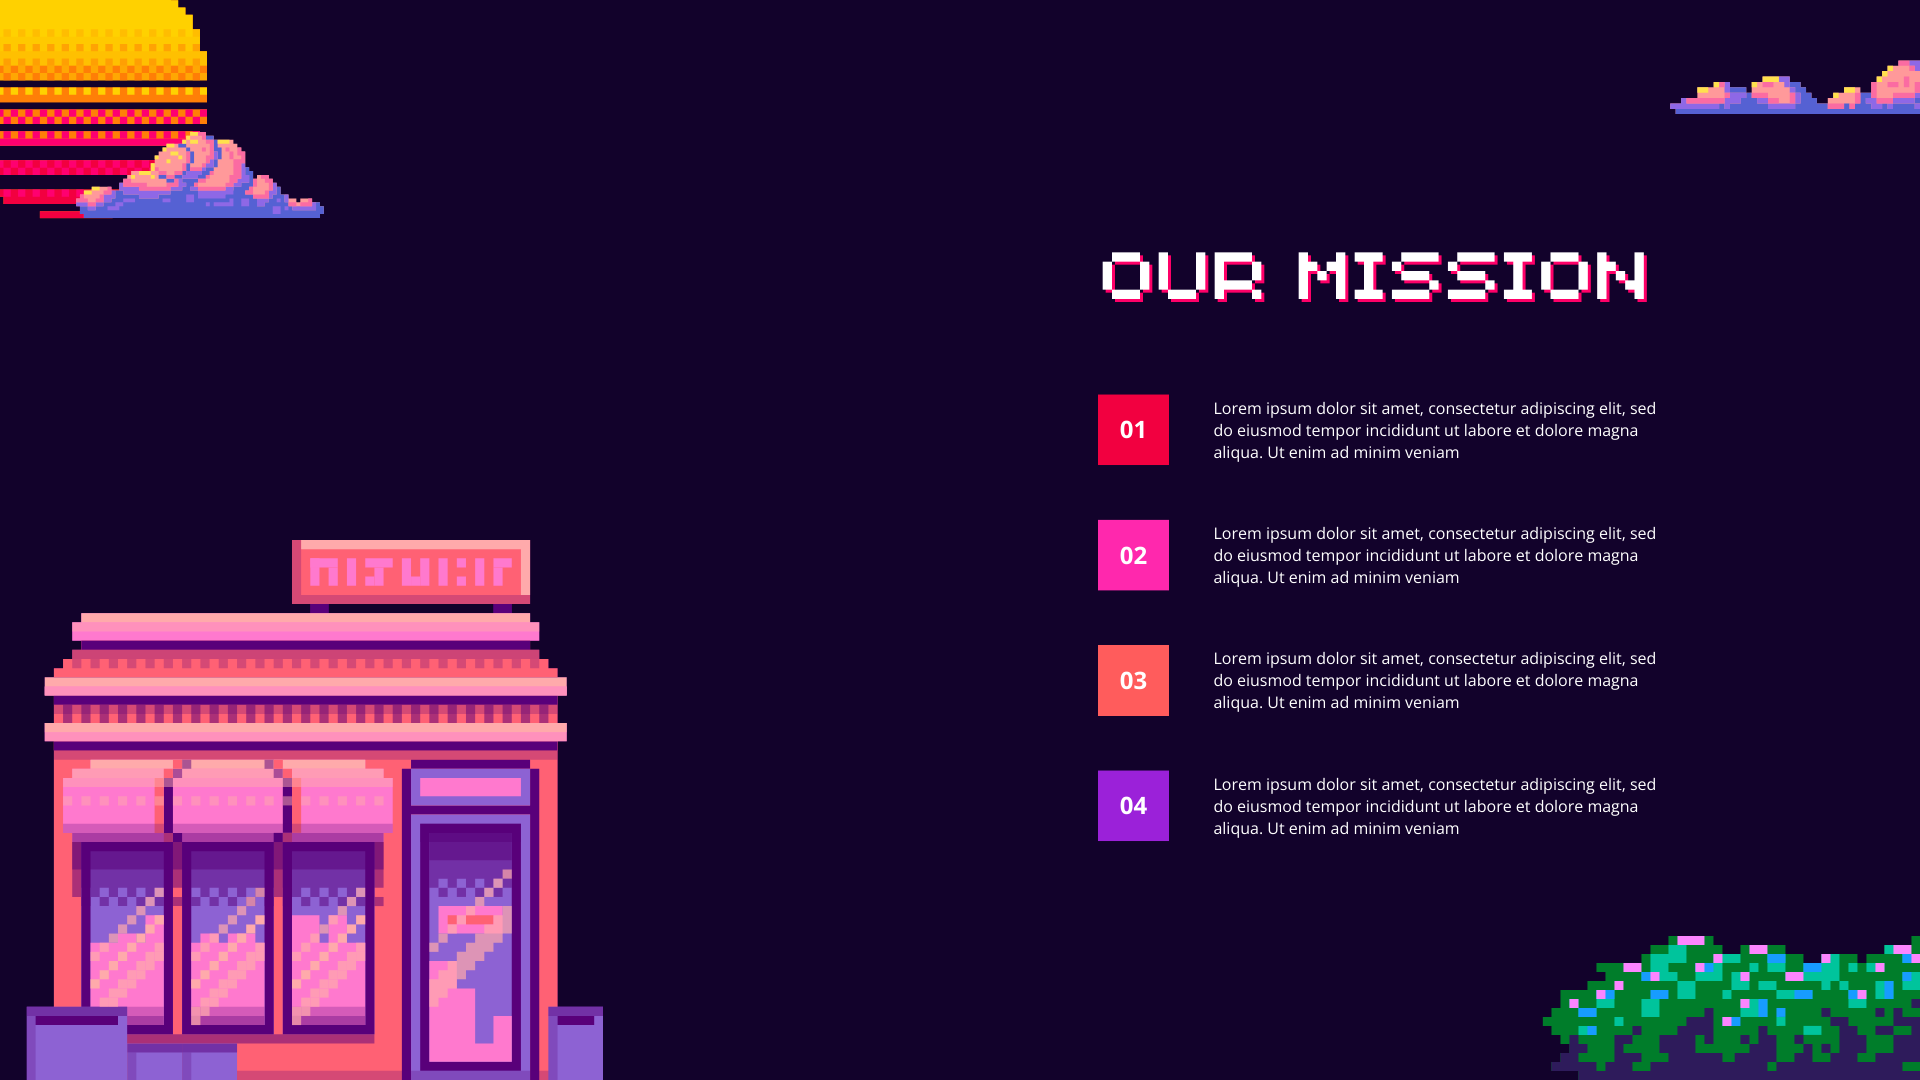 OUR MISSION
01
Lorem ipsum dolor sit amet, consectetur adipiscing elit, sed
do eiusmod tempor incididunt ut labore et dolore magna
aliqua. Ut enim ad minim veniam
02
Lorem ipsum dolor sit amet, consectetur adipiscing elit, sed
do eiusmod tempor incididunt ut labore et dolore magna
aliqua. Ut enim ad minim veniam
03
Lorem ipsum dolor sit amet, consectetur adipiscing elit, sed
do eiusmod tempor incididunt ut labore et dolore magna
aliqua. Ut enim ad minim veniam
04
Lorem ipsum dolor sit amet, consectetur adipiscing elit, sed
do eiusmod tempor incididunt ut labore et dolore magna
aliqua. Ut enim ad minim veniam